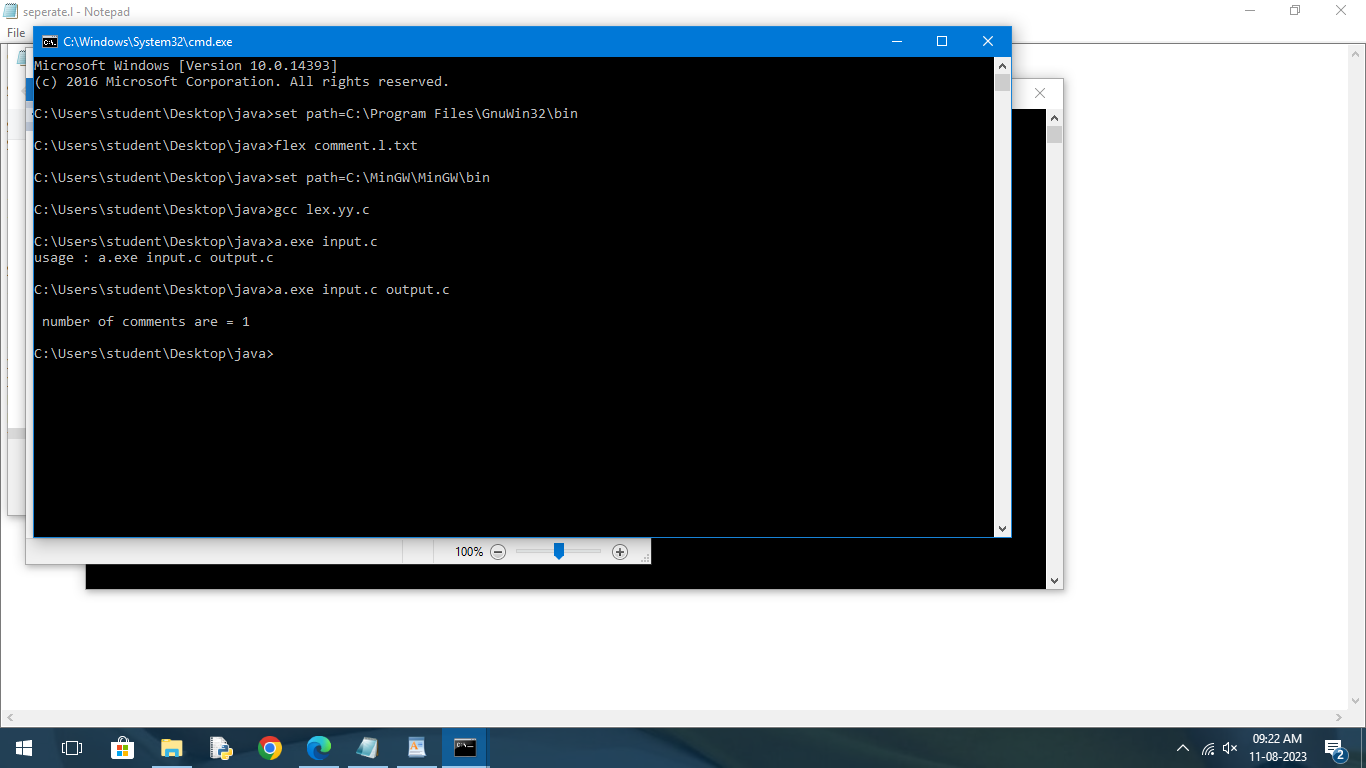 seperate.l - Notepad
File
C:\Windows\System32\cmd.exe
Microsoft Windows [Version 10.0.14393]
(c) 2016 Microsoft Corporation. All rights reserved.
C:\Users\student\Desktop\java>set path=C:\Program Files\GnuWin32\bin
C:\Users\student\Desktop\java>flex comment.l.txt
C:\Users\student\Desktop\java>set path=C:\MinGW\MinGW\bin
C:\Users\student\Desktop\java>gcc lex.yy.c
C:\Users\student\Desktop\java>a.exe input.c
usage : a.exe input.c output.c
C:\Users\student\Desktop\java>a.exe input.c output.c
number of comments are = 1
C:\Users\student\Desktop\java>
100%
09:22 AM
11-08-2023
2